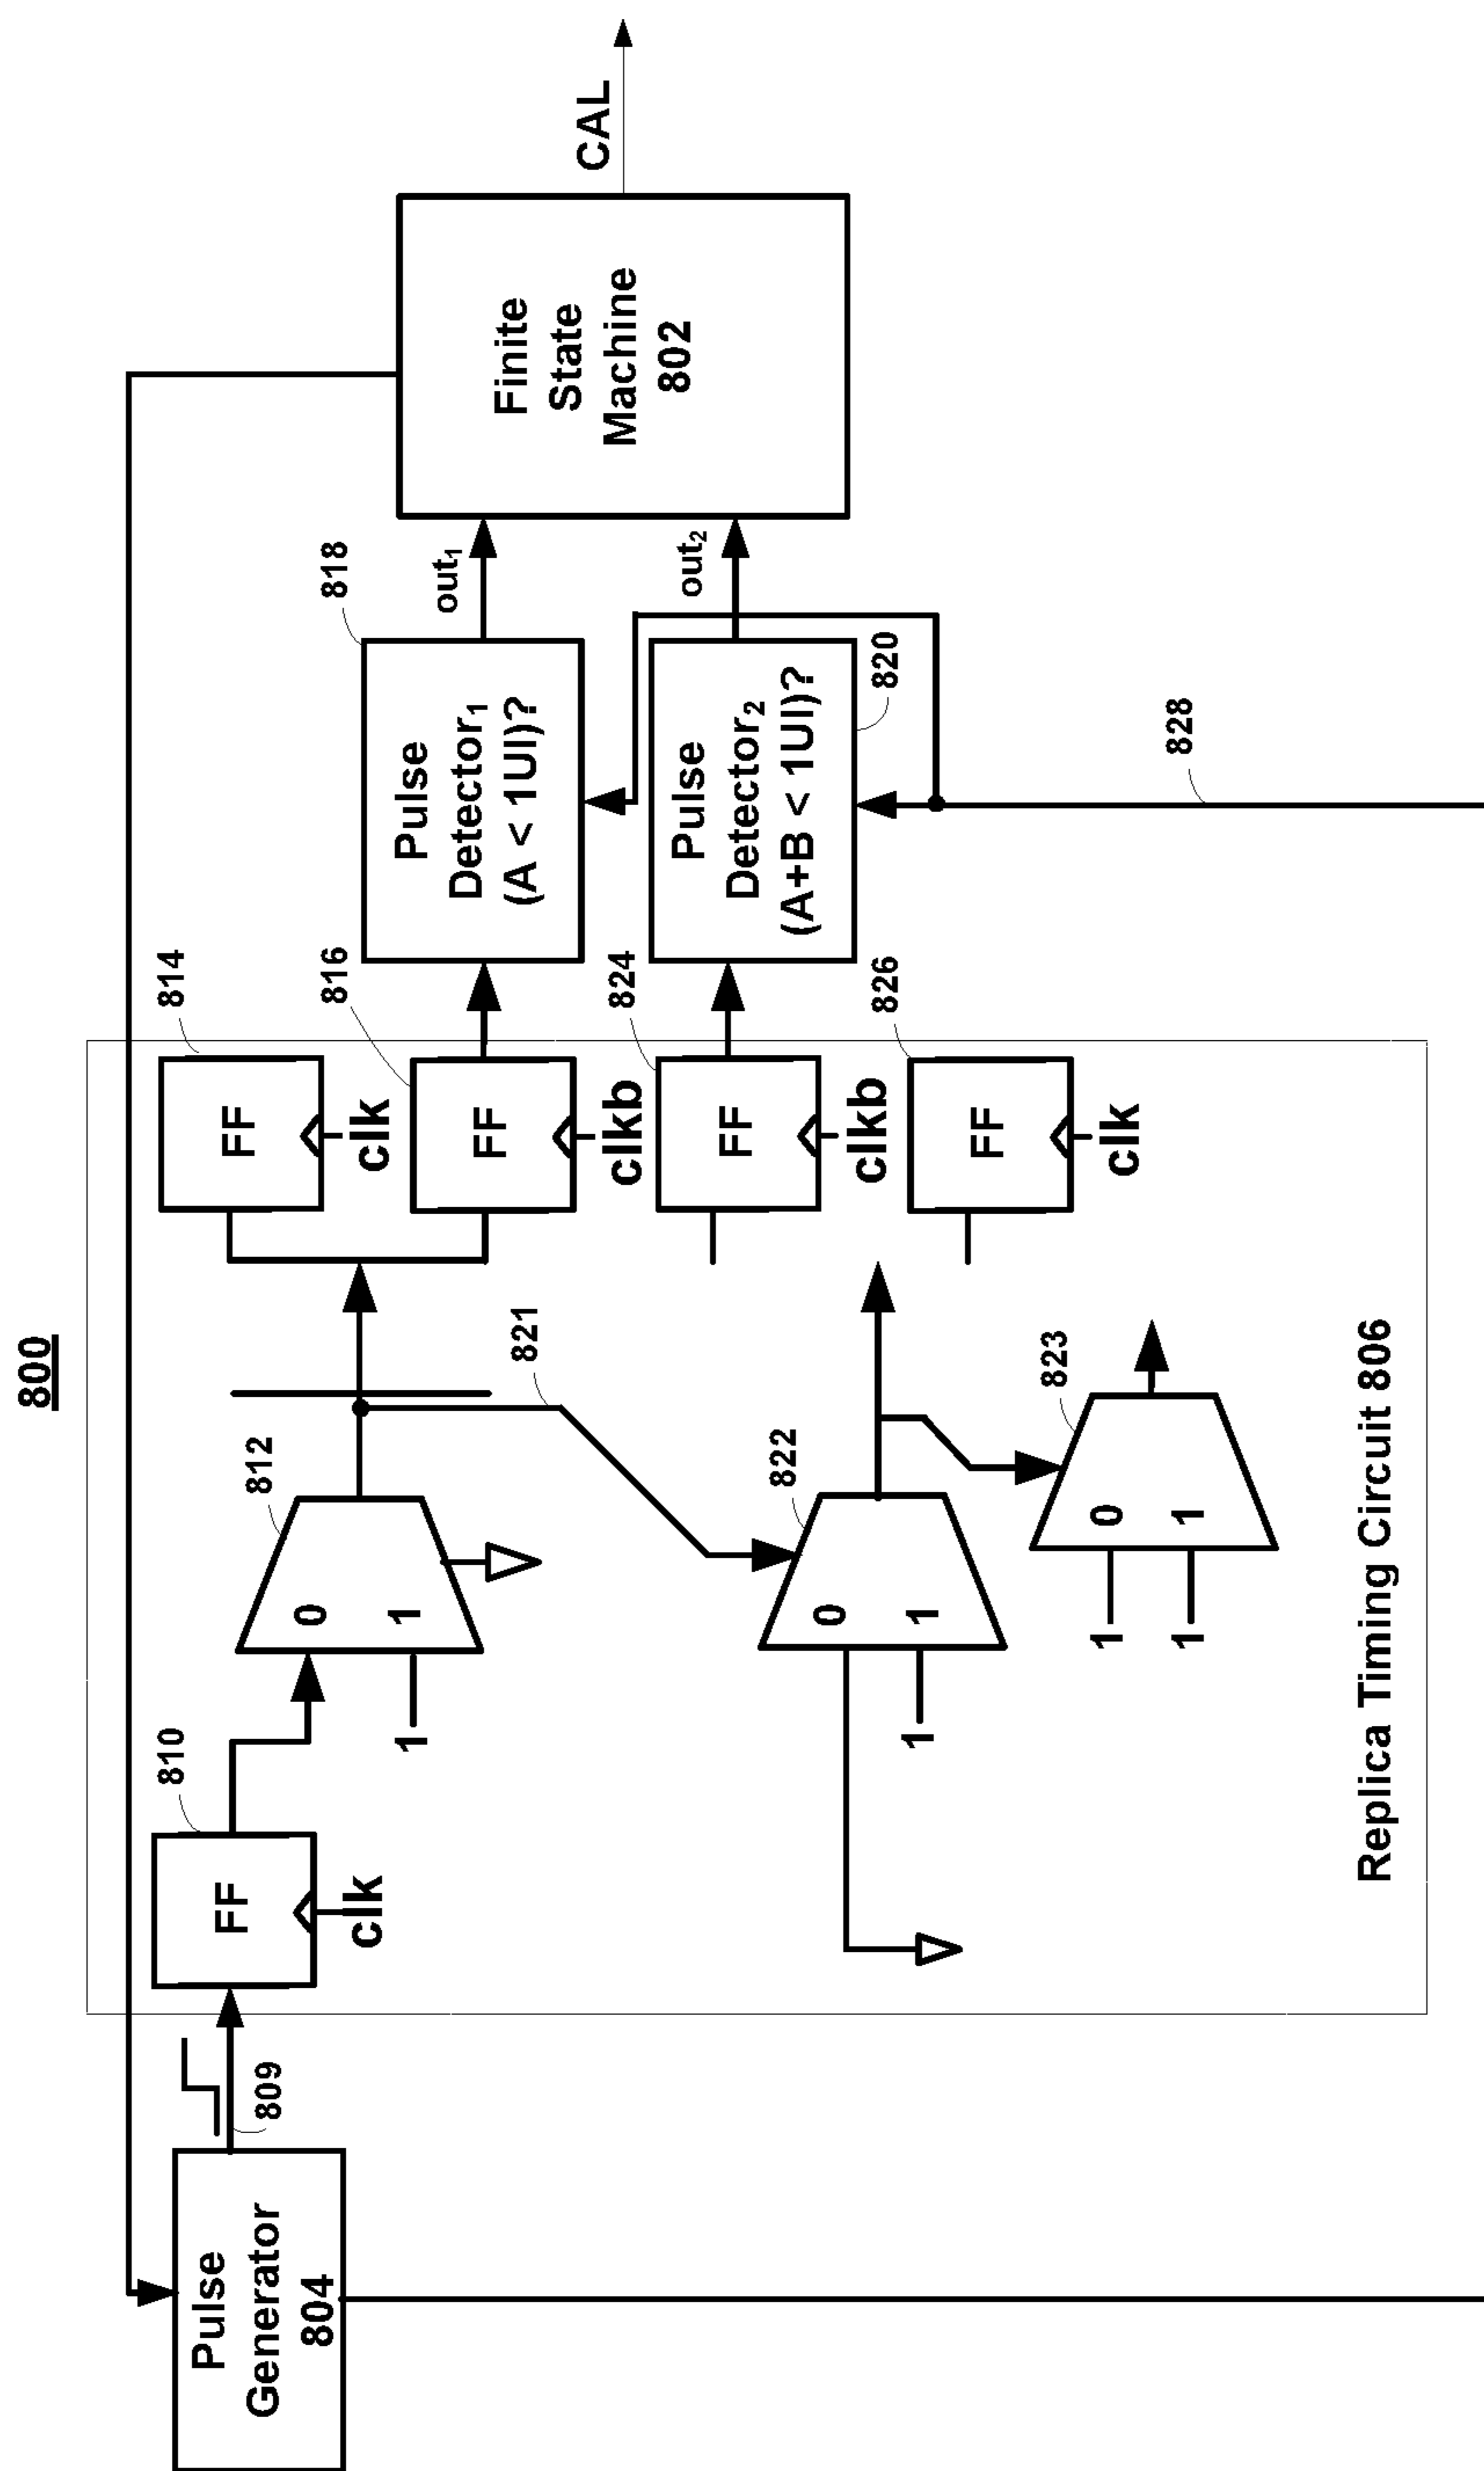 800
Pulse
Generator
804
809
810
FF
clk
812
0
1
1
821
814
FF
clk
816
FF
clkb
818
Pulse
Detector1
(A < 1UI)?
out1
Finite
State
Machine
802
CAL
822
0
1
1
823
0
1
1
1
824
FF
clkb
826
FF
clk
Pulse
Detector2
(A+B < 1UI)?
820
out2
828
Replica Timing Circuit 806